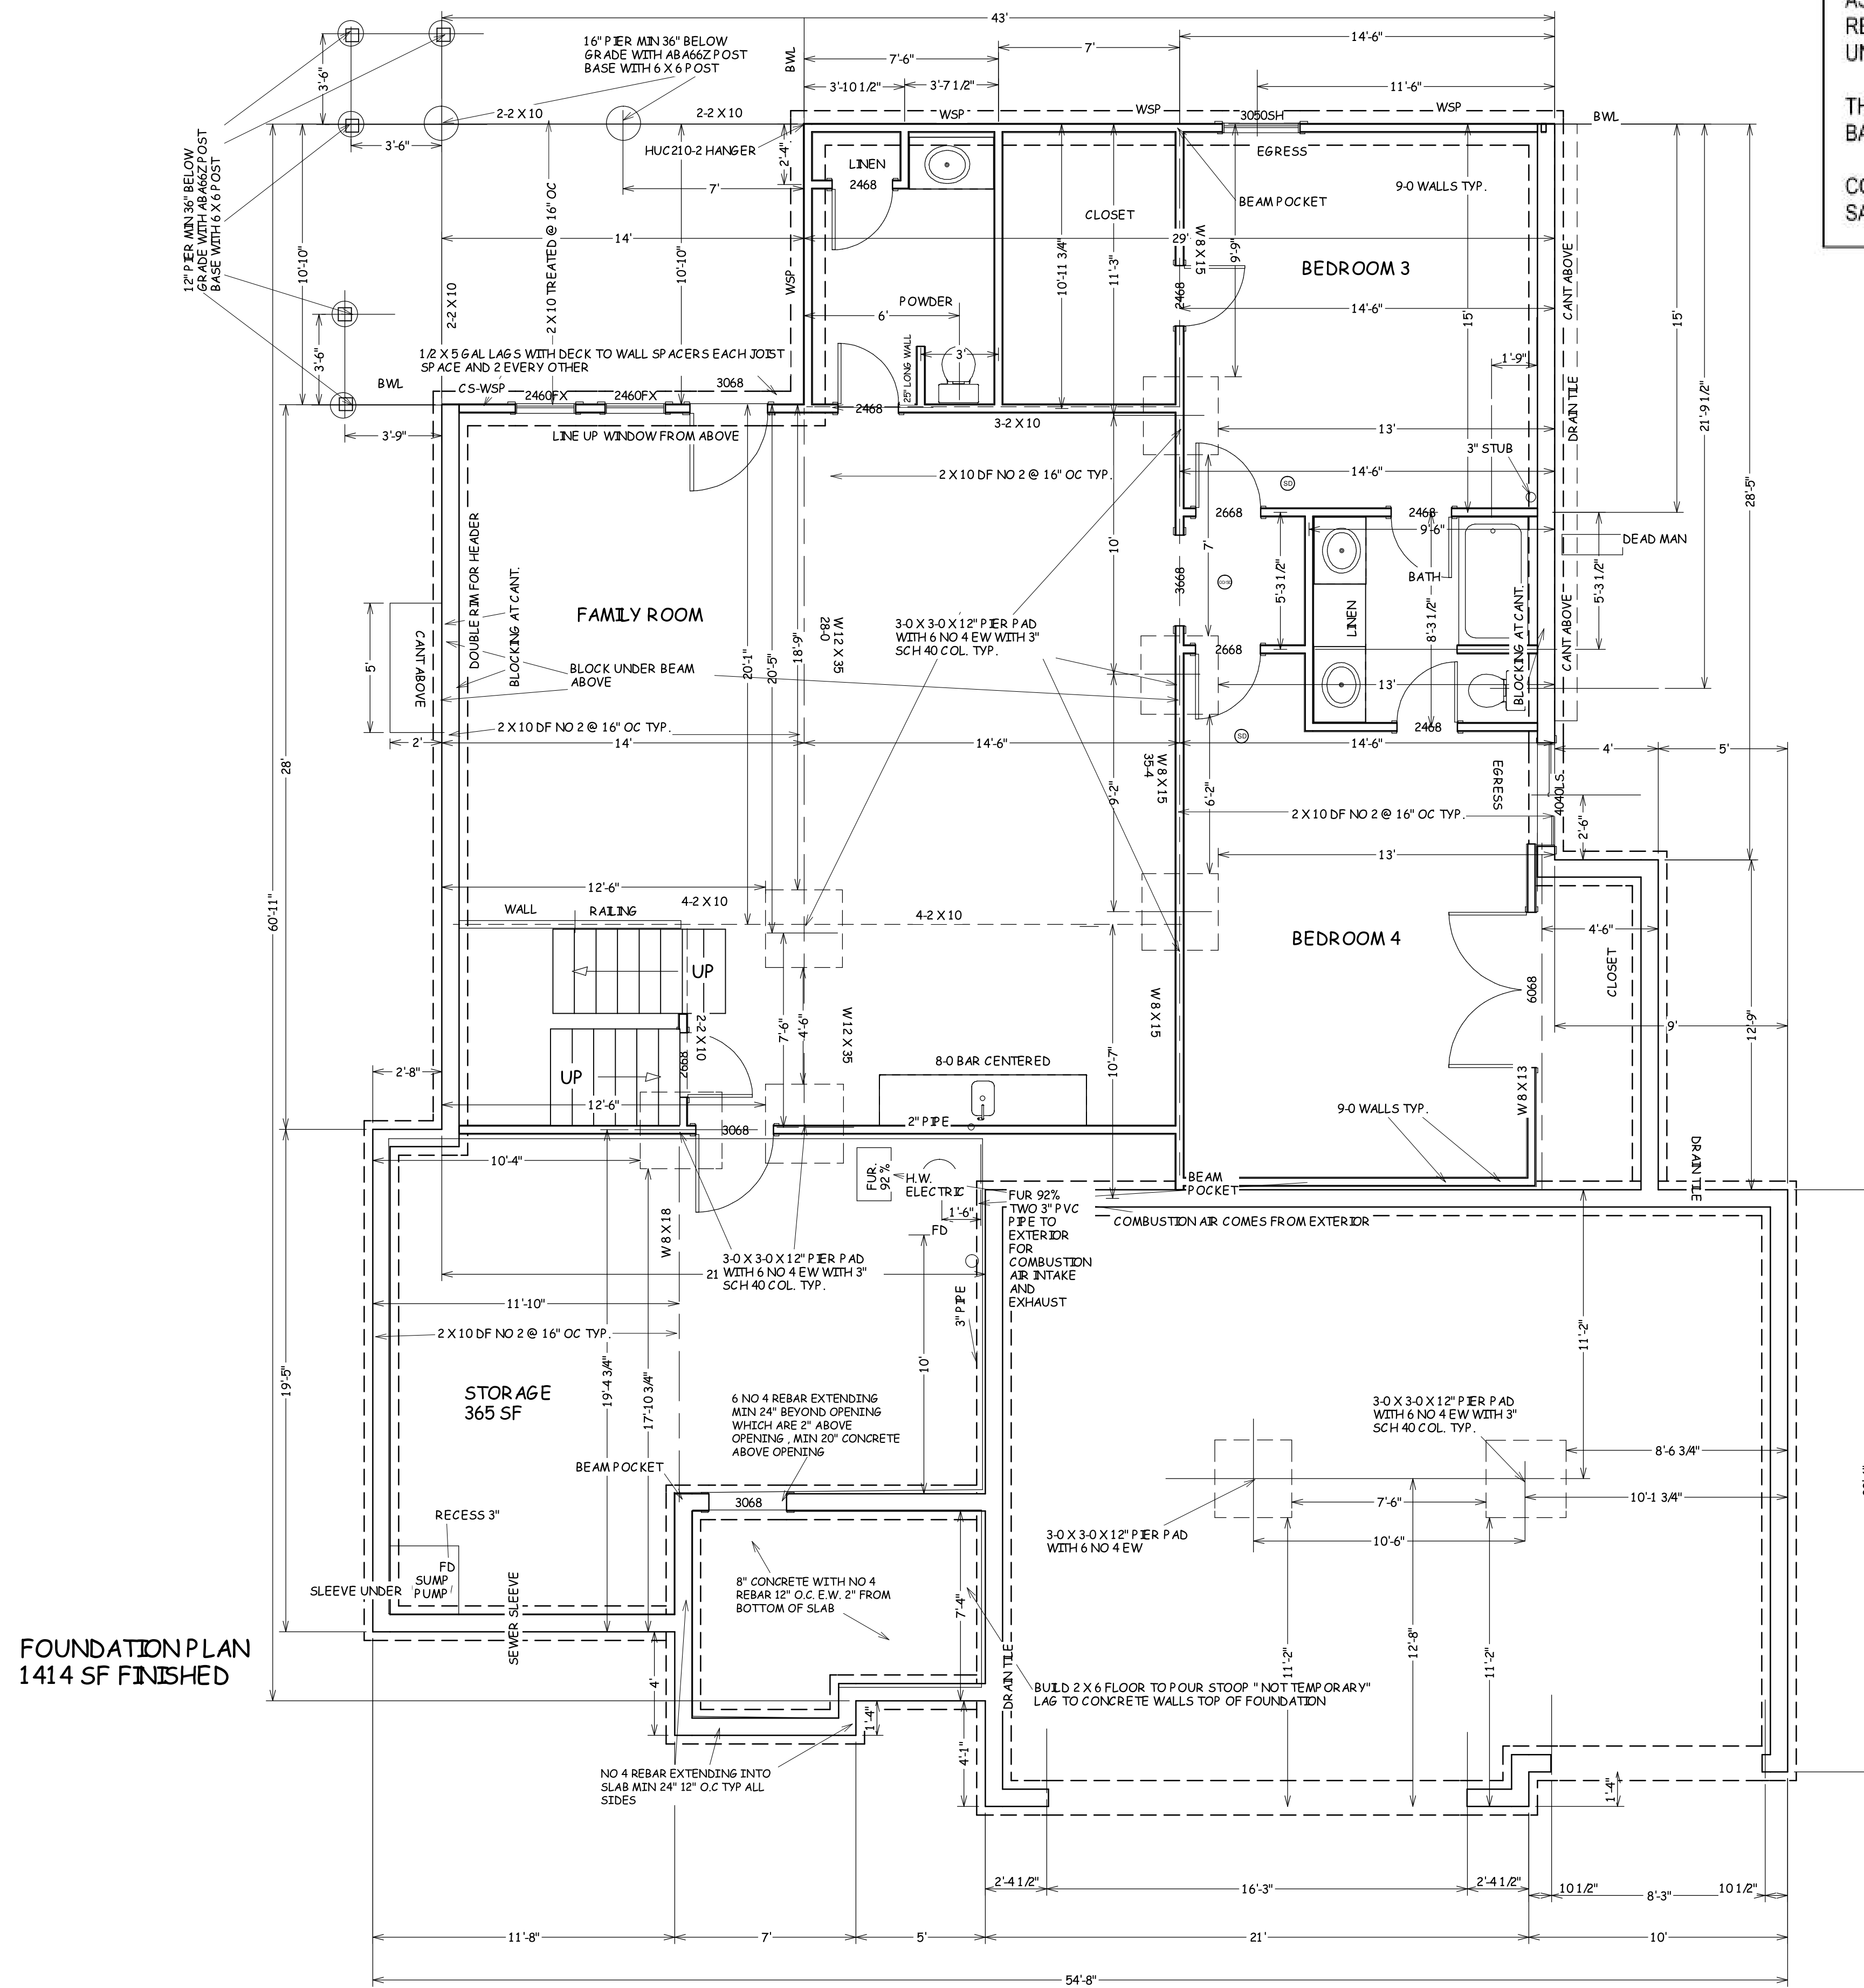 43'
14'-6"
7'
7'-6"
11'-6"
3'-10 1/2"
3'-7 1/2"
16" PIER MIN 36" BELOW
GRADE WITH ABA66Z POST
BASE WITH 6 X 6 POST
BWL
3'-6"
2-2 X 10
2-2 X 10
WSP
WSP
WSP
3050SH
BWL
EGRESS
3'-6"
HUC210-2 HANGER
2'-4"
LINEN
2468
7'
9-0 WALLS TYP.
BEAM POCKET
CLOSET
12" PIER MIN 36" BELOW
GRADE WITH ABA66Z POST
BASE WITH 6 X 6 POST
10'-10"
14'
2 X 10 TREATED @ 16" OC
10'-10"
WSP
29'
W 8 X 15
9'-9"
10'-11 3/4"
11'-3"
BEDROOM 3
CANT ABOVE
2468
14'-6"
15'
15'
POWDER
6'
3'
25" LONG WALL
2-2 X 10
3'-6"
1/2 X 5 GAL LAGS WITH DECK TO WALL SPACERS EACH JOIST
SPACE AND 2 EVERY OTHER
BWL
CS-WSP
2460FX
2460FX
3068
2468
1'-9"
DRAIN TILE
21'-9 1/2"
3'-9"
LINE UP WINDOW FROM ABOVE
3-2 X 10
13'
3" STUB
2 X 10 DF NO 2 @ 16" OC TYP.
14'-6"
SD
28'-5"
2668
2468
9'-6"
DEAD MAN
DOUBLE RIM FOR HEADER
BLOCKING AT CANT.
10'
7'
3668
5'-3 1/2"
BATH
5'-3 1/2"
FAMILY ROOM
3-0 X 3-0 X 12" PIER PAD
WITH 6 NO 4 EW WITH 3"
SCH 40 COL. TYP.
W 12 X 35
28-0
18'-9"
20'-1"
20'-5"
LINEN
8'-3 1/2"
BLOCKING AT CANT.
CANT ABOVE
5'
CANT ABOVE
BLOCK UNDER BEAM
ABOVE
2668
13'
2468
SD
2 X 10 DF NO 2 @ 16" OC TYP.
2'
14'
14'-6"
14'-6"
4'
5'
28'
W 8 X 15
35-4
9'-2"
6'-2"
EGRESS
4040LS
2'-6"
2 X 10 DF NO 2 @ 16" OC TYP.
13'
12'-6"
4-2 X 10
WALL
RAILING
4-2 X 10
60'-11"
4'-6"
BEDROOM 4
UP
CLOSET
6068
W 12 X 35
7'-6"
4'-6"
2-2 X 10
2668
W 8 X 15
9'
12'-9"
8-0 BAR CENTERED
2'-8"
UP
10'-7"
W 8 X 13
12'-6"
9-0 WALLS TYP.
3068
2" PIPE
10'-4"
DRAIN TILE
FUR.
92 %
H.W.
ELECTRIC
BEAM
POCKET
FUR 92%
TWO 3" PVC
PIPE TO
EXTERIOR
FOR
COMBUSTION
AIR INTAKE
AND
EXHAUST
1'-6"
FD
COMBUSTION AIR COMES FROM EXTERIOR
W 8 X 18
3-0 X 3-0 X 12" PIER PAD
WITH 6 NO 4 EW WITH 3"
SCH 40 COL. TYP.
21
11'-10"
3" PIPE
2 X 10 DF NO 2 @ 16" OC TYP.
11'-2"
19'-5"
19'-4 3/4"
17'-10 3/4"
10'
STORAGE
365 SF
6 NO 4 REBAR EXTENDING
MIN 24" BEYOND OPENING
WHICH ARE 2" ABOVE
OPENING , MIN 20" CONCRETE
ABOVE OPENING
3-0 X 3-0 X 12" PIER PAD
WITH 6 NO 4 EW WITH 3"
SCH 40 COL. TYP.
8'-6 3/4"
BEAM POCKET
3068
7'-6"
10'-1 3/4"
RECESS 3"
3-0 X 3-0 X 12" PIER PAD
WITH 6 NO 4 EW
10'-6"
FD
SUMP
PUMP
SLEEVE UNDER
SEWER SLEEVE
8" CONCRETE WITH NO 4
REBAR 12" O.C. E.W. 2" FROM
BOTTOM OF SLAB
7'-4"
FOUNDATION PLAN
1414 SF FINISHED
11'-2"
12'-8"
11'-2"
4'
DRAIN TILE
BUILD 2 X 6 FLOOR TO POUR STOOP " NOT TEMPORARY"
LAG TO CONCRETE WALLS TOP OF FOUNDATION
1'-4"
4'-1"
NO 4 REBAR EXTENDING INTO
SLAB MIN 24" 12" O.C TYP ALL
SIDES
1'-4"
2'-4 1/2"
16'-3"
2'-4 1/2"
10 1/2"
8'-3"
10 1/2"
11'-8"
7'
5'
21'
10'
54'-8"